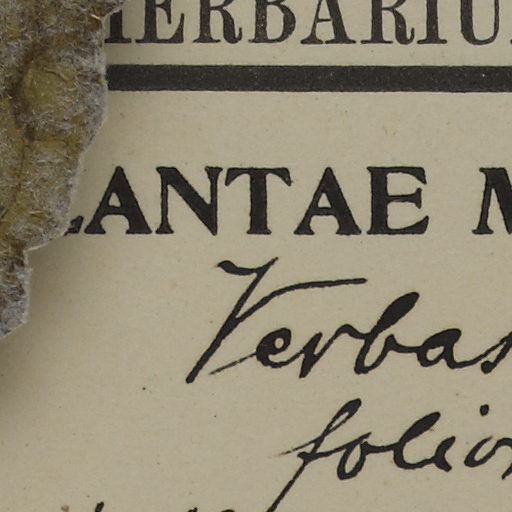 HERBARIU
LANTAE M
Verbas
folio